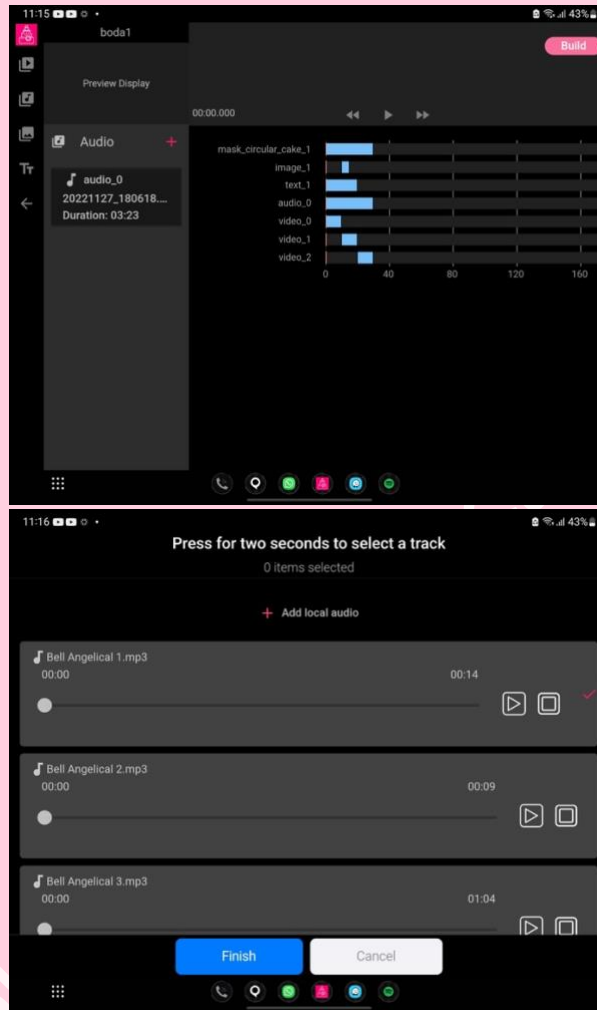 11:15
43%
boda1
Build
Preview Display
00:00.000
Audio
audio_0
20221127_180618....
Duration: 03:23
mask_circular_cake_1
image_1
text_1
audio_0
video_0
video_1
video_2
0 40 80 120 160
11:16
43%
Press for two seconds to select a track
0 items selected
+ Add local audio
Bell Angelical 1.mp3
00:00 00:14
Bell Angelical 2.mp3
00:00 00:09
Bell Angelical 3.mp3
00:00 01:04
Finish Cancel